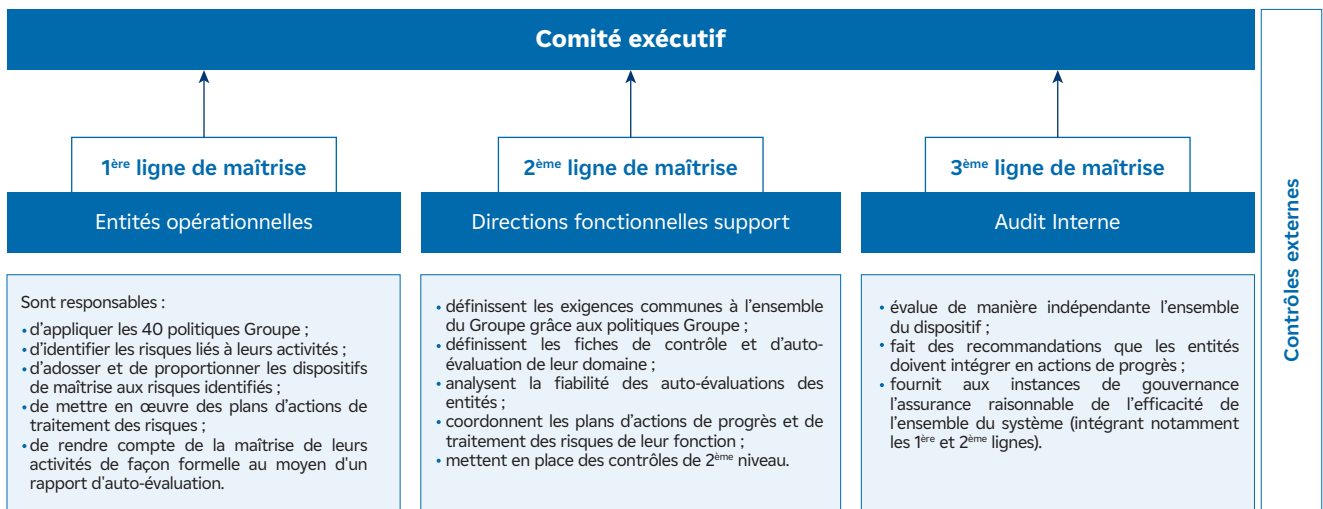 Comité exécutif
1ère ligne de maîtrise
Entités opérationnelles
Sont responsables :
• d'appliquer les 40 politiques Groupe ;
• d'identifier les risques liés à leurs activités ;
• d'adosser et de proportionner les dispositifs
de maîtrise aux risques identifiés ;
• de mettre en œuvre des plans d'actions de
traitement des risques ;
• de rendre compte de la maîtrise de leurs
activités de façon formelle au moyen d'un
rapport d'auto-évaluation.
2ème ligne de maîtrise
Directions fonctionnelles support
• définissent les exigences communes à l'ensemble
du Groupe grâce aux politiques Groupe ;
• définissent les fiches de contrôle et d'auto-
évaluation de leur domaine ;
• analysent la fiabilité des auto-évaluations des
entités ;
• coordonnent les plans d'actions de progrès et de
traitement des risques de leur fonction ;
• mettent en place des contrôles de 2ème niveau.
3ème ligne de maîtrise
Audit Interne
• évalue de manière indépendante l'ensemble
du dispositif ;
• fait des recommandations que les entités
doivent intégrer en actions de progrès ;
• fournit aux instances de gouvernance
l'assurance raisonnable de l'efficacité de
l'ensemble du système (intégrant notamment
les 1ère et 2ème lignes).
Contrôles externes